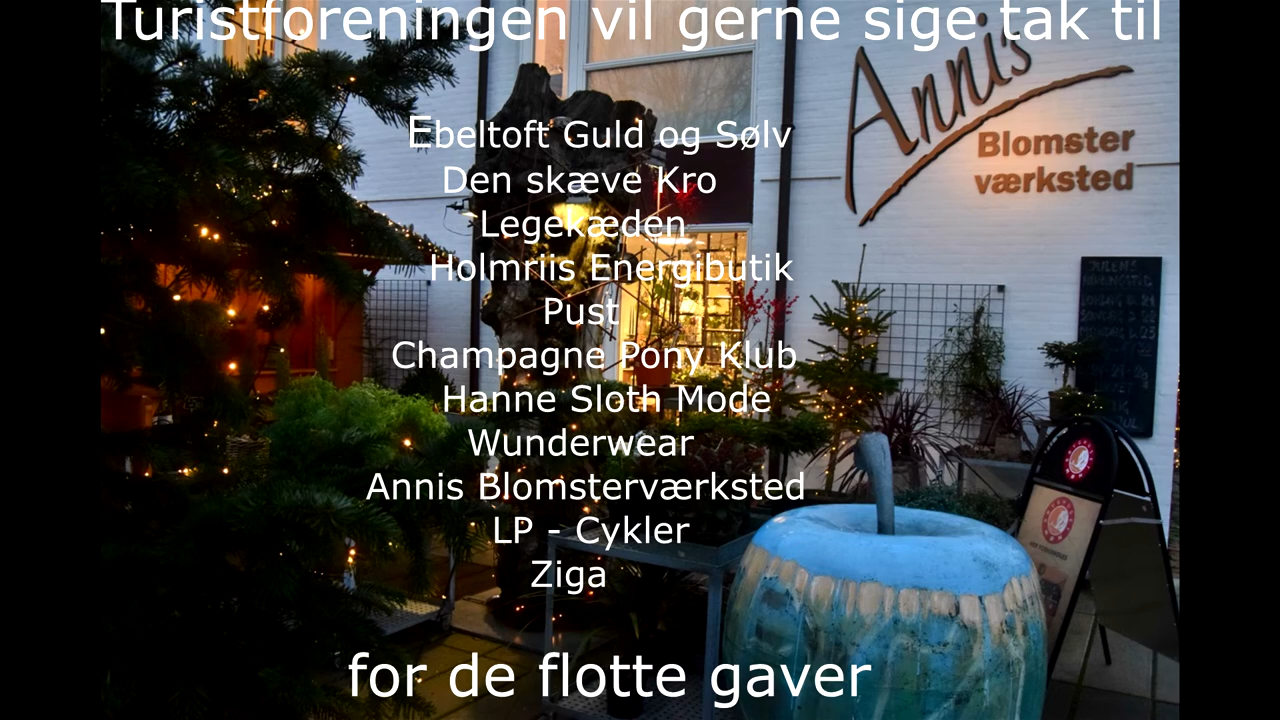 Turistforeningen vil gerne sige tak til
Annis
Blomster
værksted
Ebeltoft Guld og Sølv
Den skæve Kro
Legekæden
Holmriis Energibutik
Pust
Champagne Pony Klub
Hanne Sloth Mode
Wunderwear
Annis Blomsterværksted
LP - Cykler
Ziga
for de flotte gaver